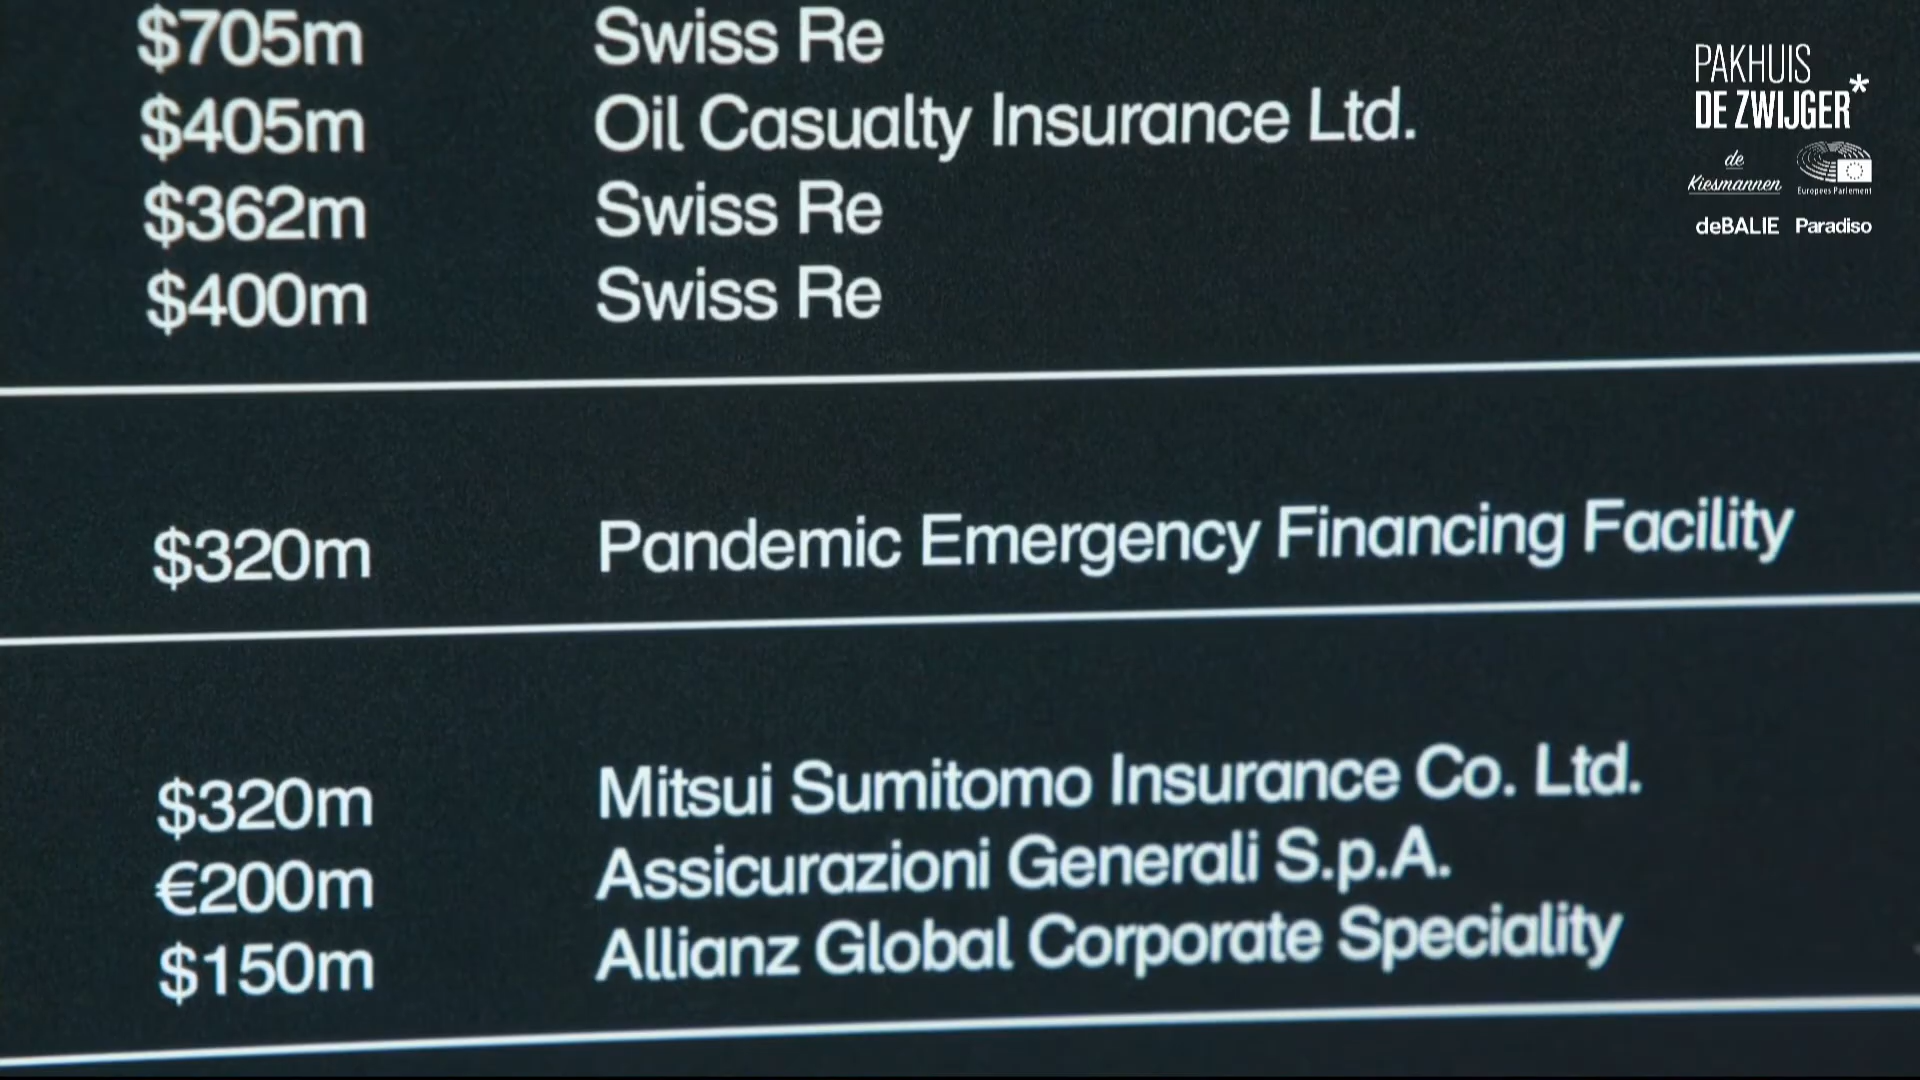 $705m Swiss Re
$405m Oil Casualty Insurance Ltd.
$362m Swiss Re
$400m Swiss Re
$320m Pandemic Emergency Financing Facility
$320m Mitsui Sumitomo Insurance Co. Ltd.
€200m Assicurazioni Generali S.p.A.
$150m Allianz Global Corporate Speciality
PAKHUIS
DE ZWIJGER*
de
Kiesmannen
Europees Parlement
deBALIE Paradiso